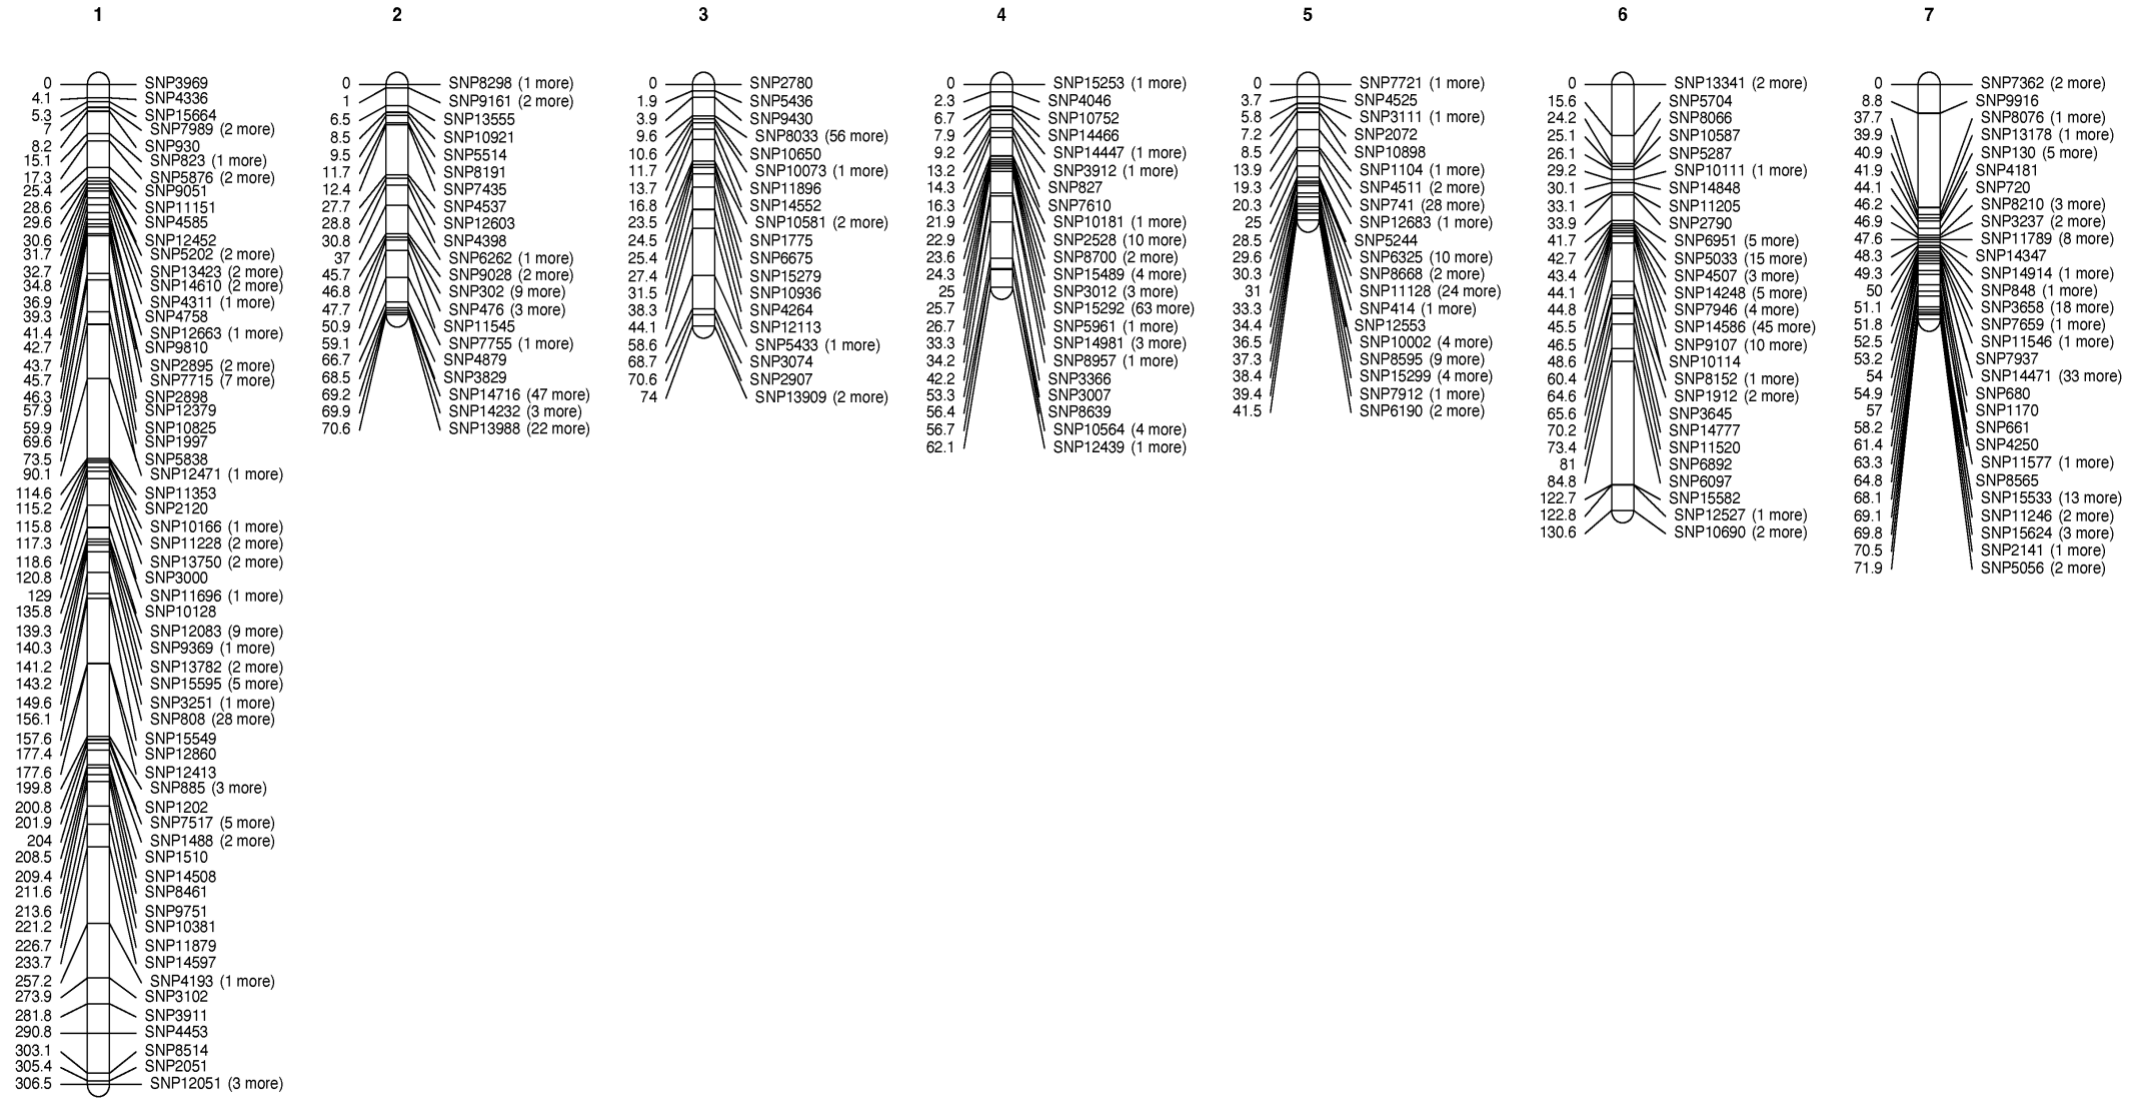 1
0 SNP3969
4.1 SNP4336
5.3 SNP15664
7 SNP7989 (2 more)
8.2 SNP930
15.1 SNP823 (1 more)
17.3 SNP5876 (2 more)
25.4 SNP9051
28.6 SNP11151
29.6 SNP4585
30.6 SNP12452
31.7 SNP5202 (2 more)
32.7 SNP13423 (2 more)
34.8 SNP14610 (2 more)
36.9 SNP4311 (1 more)
39.3 SNP4758
41.4 SNP12663 (1 more)
42.7 SNP9810
43.7 SNP2895 (2 more)
45.7 SNP7715 (7 more)
46.3 SNP2898
57.9 SNP12379
59.9 SNP10825
69.6 SNP1997
73.5 SNP5838
90.1 SNP12471 (1 more)
114.6 SNP11353
115.2 SNP2120
115.8 SNP10166 (1 more)
117.3 SNP11228 (2 more)
118.6 SNP13750 (2 more)
120.8 SNP3000
129 SNP11696 (1 more)
135.8 SNP10128
139.3 SNP12083 (9 more)
140.3 SNP9369 (1 more)
141.2 SNP13782 (2 more)
143.2 SNP15595 (5 more)
149.6 SNP3251 (1 more)
156.1 SNP808 (28 more)
157.6 SNP15549
177.4 SNP12860
177.6 SNP12413
199.8 SNP885 (3 more)
200.8 SNP1202
201.9 SNP7517 (5 more)
204 SNP1488 (2 more)
208.5 SNP1510
209.4 SNP14508
211.6 SNP8461
213.6 SNP9751
221.2 SNP10381
226.7 SNP11879
233.7 SNP14597
257.2 SNP4193 (1 more)
273.9 SNP3102
281.8 SNP3911
290.8 SNP4453
303.1 SNP8514
305.4 SNP2051
306.5 SNP12051 (3 more)
2
0 SNP8298 (1 more)
1 SNP9161 (2 more)
6.5 SNP13555
8.5 SNP10921
9.5 SNP5514
11.7 SNP8191
12.4 SNP7435
27.7 SNP4537
28.8 SNP12603
30.8 SNP4398
37 SNP6262 (1 more)
45.7 SNP9028 (2 more)
46.8 SNP302 (9 more)
47.7 SNP476 (3 more)
50.9 SNP11545
59.1 SNP7755 (1 more)
66.7 SNP4879
68.5 SNP3829
69.2 SNP14716 (47 more)
69.9 SNP14232 (3 more)
70.6 SNP13988 (22 more)
3
0 SNP2780
1.9 SNP5436
3.9 SNP9430
9.6 SNP8033 (56 more)
10.6 SNP10650
11.7 SNP10073 (1 more)
13.7 SNP11896
16.8 SNP14552
23.5 SNP10581 (2 more)
24.5 SNP1775
25.4 SNP6675
27.4 SNP15279
31.5 SNP10936
38.3 SNP4264
44.1 SNP12113
58.6 SNP5433 (1 more)
68.7 SNP3074
70.6 SNP2907
74 SNP13909 (2 more)
4
0 SNP15253 (1 more)
2.3 SNP4046
6.7 SNP10752
7.9 SNP14466
9.2 SNP14447 (1 more)
13.2 SNP3912 (1 more)
14.3 SNP827
16.3 SNP7610
21.9 SNP10181 (1 more)
22.9 SNP2528 (10 more)
23.6 SNP8700 (2 more)
24.3 SNP15489 (4 more)
25 SNP3012 (3 more)
25.7 SNP15292 (63 more)
26.7 SNP5961 (1 more)
33.3 SNP14981 (3 more)
34.2 SNP8957 (1 more)
42.2 SNP3366
53.3 SNP3007
56.4 SNP8639
56.7 SNP10564 (4 more)
62.1 SNP12439 (1 more)
5
0 SNP7721 (1 more)
3.7 SNP4525
5.8 SNP3111 (1 more)
7.2 SNP2072
8.5 SNP10898
13.9 SNP1104 (1 more)
19.3 SNP4511 (2 more)
20.3 SNP741 (28 more)
25 SNP12683 (1 more)
28.5 SNP5244
29.6 SNP6325 (10 more)
30.3 SNP8668 (2 more)
31 SNP11128 (24 more)
33.3 SNP414 (1 more)
34.4 SNP12553
36.5 SNP10002 (4 more)
37.3 SNP8595 (9 more)
38.4 SNP15299 (4 more)
39.4 SNP7912 (1 more)
41.5 SNP6190 (2 more)
6
0 SNP13341 (2 more)
15.6 SNP5704
24.2 SNP8066
25.1 SNP10587
26.1 SNP5287
29.2 SNP10111 (1 more)
30.1 SNP14848
33.1 SNP11205
33.9 SNP2790
41.7 SNP6951 (5 more)
42.7 SNP5033 (15 more)
43.4 SNP4507 (3 more)
44.1 SNP14248 (5 more)
44.8 SNP7946 (4 more)
45.5 SNP14586 (45 more)
46.5 SNP9107 (10 more)
48.6 SNP10114
60.4 SNP8152 (1 more)
64.6 SNP1912 (2 more)
65.6 SNP3645
70.2 SNP14777
73.4 SNP11520
81 SNP6892
84.8 SNP6097
122.7 SNP15582
122.8 SNP12527 (1 more)
130.6 SNP10690 (2 more)
7
0 SNP7362 (2 more)
8.8 SNP9916
37.7 SNP8076 (1 more)
39.9 SNP13178 (1 more)
40.9 SNP130 (5 more)
41.9 SNP4181
44.1 SNP720
46.2 SNP8210 (3 more)
46.9 SNP3237 (2 more)
47.6 SNP11789 (8 more)
48.3 SNP14347
49.3 SNP14914 (1 more)
50 SNP848 (1 more)
51.1 SNP3658 (18 more)
51.8 SNP7659 (1 more)
52.5 SNP11546 (1 more)
53.2 SNP7937
54 SNP14471 (33 more)
54.9 SNP680
57 SNP1170
58.2 SNP661
61.4 SNP4250
63.3 SNP11577 (1 more)
64.8 SNP8565
68.1 SNP15533 (13 more)
69.1 SNP11246 (2 more)
69.8 SNP15624 (3 more)
70.5 SNP2141 (1 more)
71.9 SNP5056 (2 more)